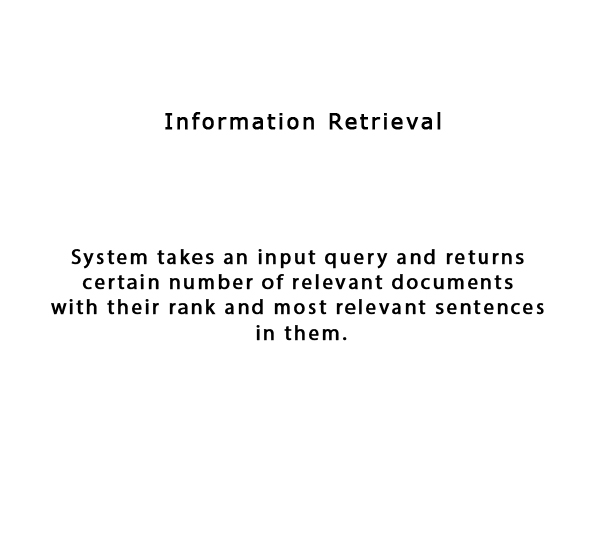 Information Retrieval
System takes an input query and returns
certain number of relevant documents
with their rank and most relevant sentences
in them.